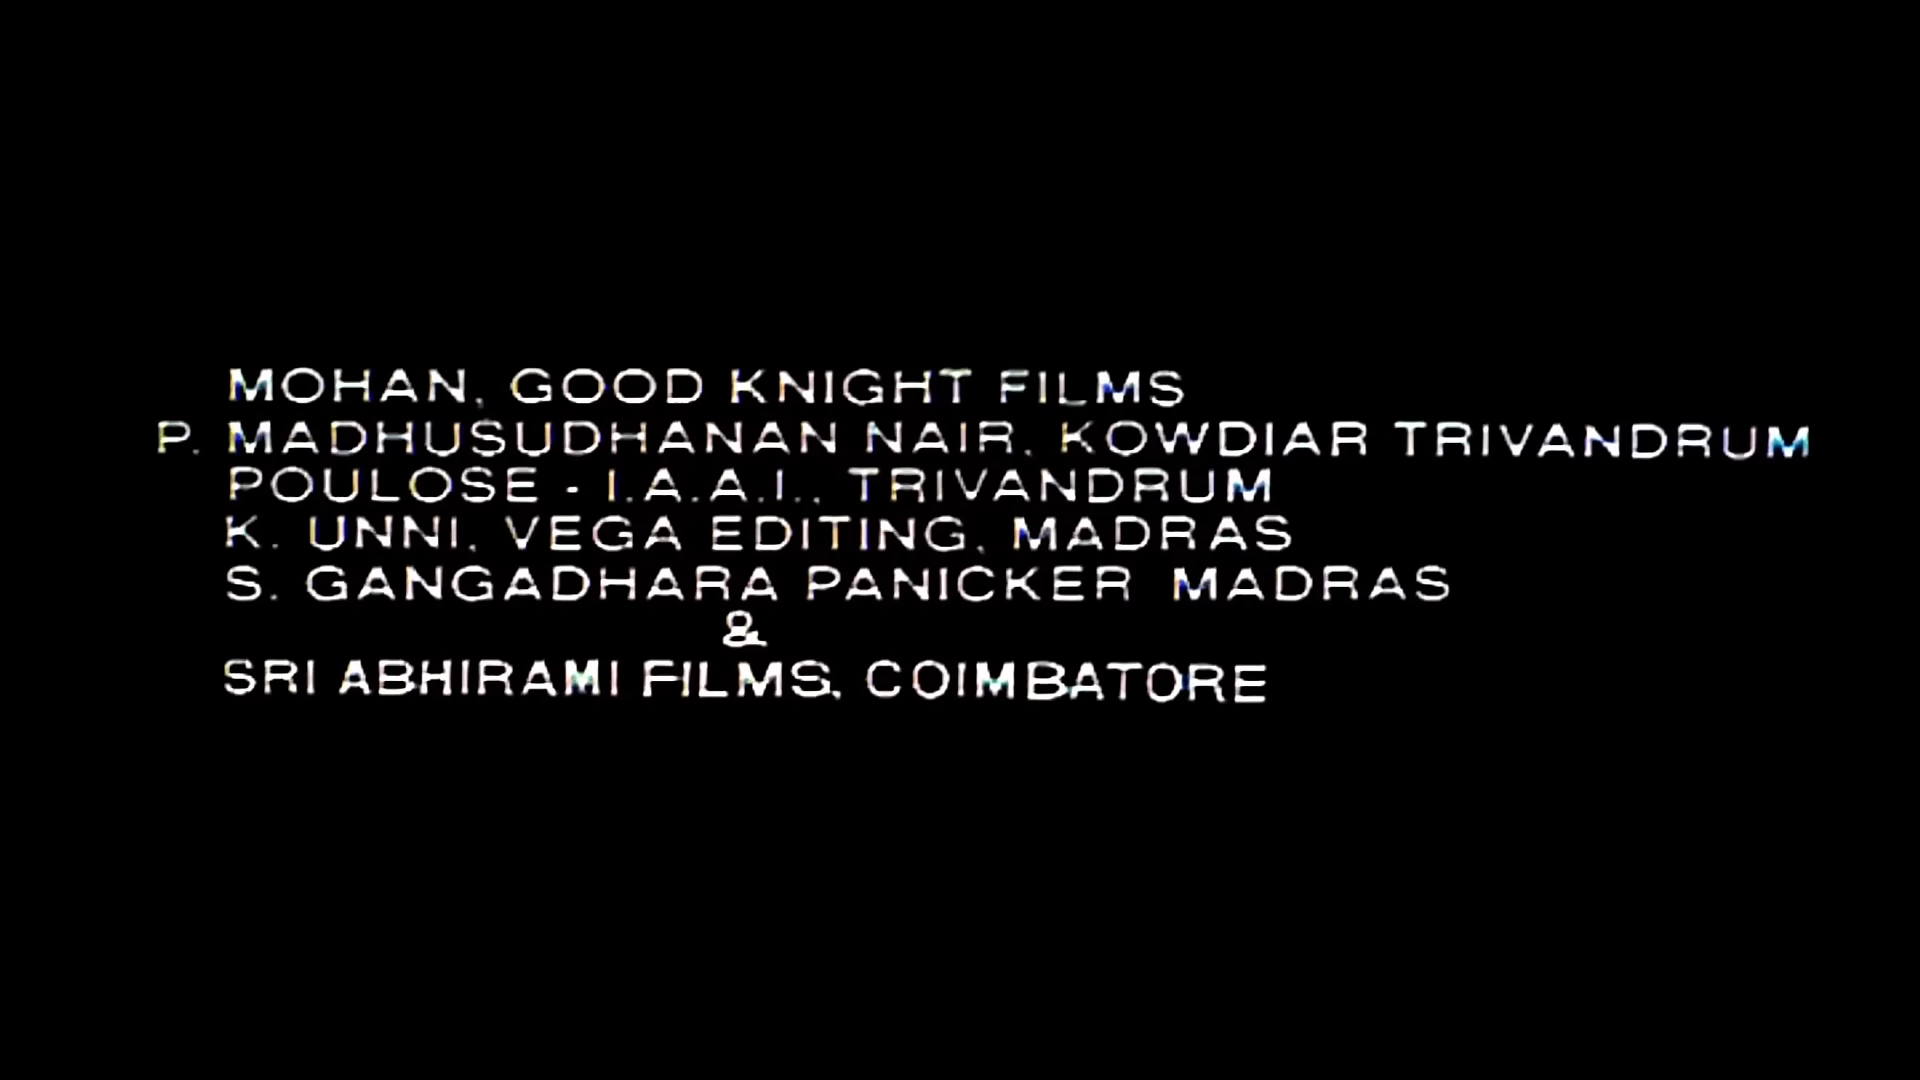 MOHAN, GOOD KNIGHT FILMS
P. MADHUSUDHANAN NAIR, KOWDIAR TRIVANDRUM
POULOSE - I.A.A.I., TRIVANDRUM
K. UNNI, VEGA EDITING, MADRAS
S. GANGADHARA PANICKER MADRAS
&
SRI ABHIRAMI FILMS, COIMBATORE